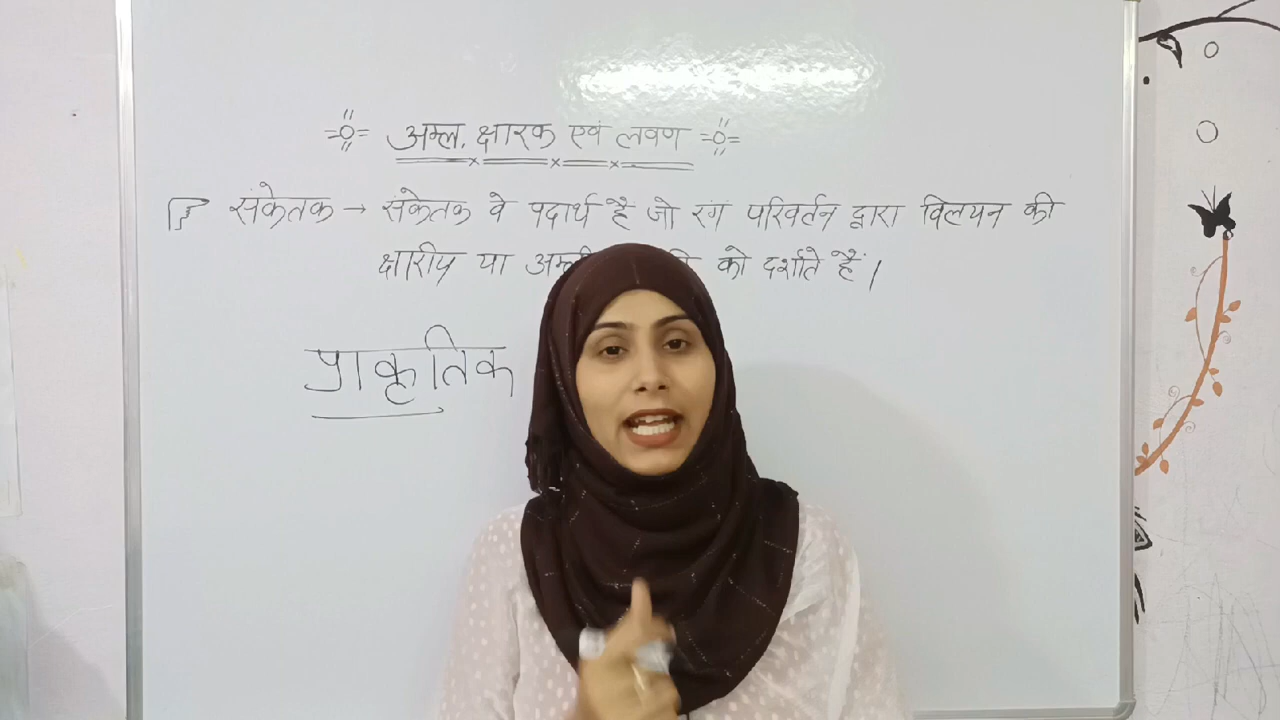 अम्ल, क्षारक एवं लवण
संकेतक → संकेतक वे पदार्थ है जो रंग परिवर्तन द्वारा विलयन की
क्षारीय या को दर्शाते हैं।
प्राकृतिक